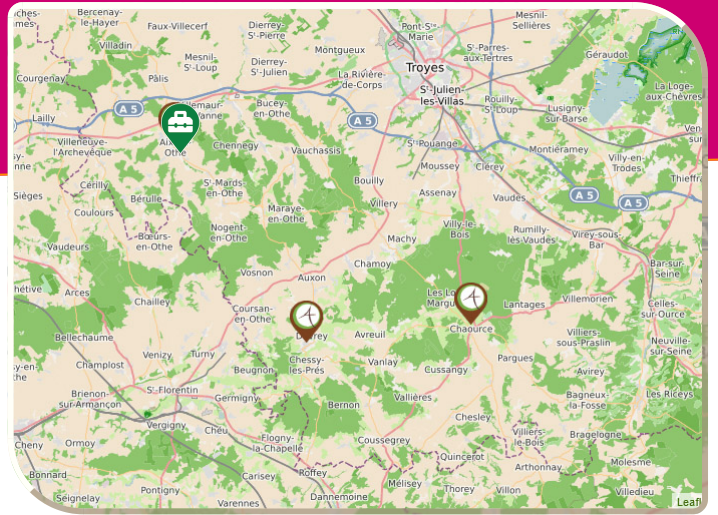 Bercenay-
le-Hayer
Faux-Villecerf
Dierrey-
St-Pierre
Pont-Ste-
Marie
Mesnil-
Sellières
Villadin
Mesnil-
St-Loup
Dierrey-
St-Julien
Montgueux
Troyes
St-Parres-
aux-Tertres
Géraudot
Courgenay
Pâlis
La Rivière-
de-Corps
St-Julien-
les-Villas
Rouilly-
St-Loup
La Loge-
aux-Chèvres
Lailly
A 5
Bucey-
en-Othe
A 5
Lusigny-
sur-Barse
Villeneuve-
l'Archevêque
Othe
Chennegy
Vauchassis
St-Pouange
Moussey
Clérey
Montiéramey
Villy-en-
Trodes
Sièges
Cérilly
Bérulle
St-Mards-
en-Othe
Bouilly
Assenay
Vaudes
A 5
A 5
Coulours
Maraye-
en-Othe
Villery
Vaudeurs
Bœurs-
en-Othe
Nogent-
en-Othe
Machy
Villy-le-
Bois
Rumilly-
lès-Vaudes
Virey-sous-
Bar
Arces
Chailley
Vosnon
Auxon
Chamoy
Bar-sur-
Seine
Coursan-
en-Othe
Lantages
Villemorien
Celles-
sur-Ource
Bellechaume
Avreuil
Chaource
Villiers-
sous-Praslin
Neuville-
sur-Seine
Champlost
Venizy
Turny
Beugnon
Chessy-
les-Prés
Vanlay
Cussangy
Pargues
Avirey
Brienon-
sur-Armançon
St-Florentin
Germigny
Bernon
Vallières
Bagneux-
la-Fosse
Les Riceys
Vergigny
Chéu
Flogny-
la-Chapelle
Coussegrey
Chesley
Villiers-
le-Bois
Bragelogne
Cheny
Ormoy
Quincerot
Arthonnay
Molesme
Bonnard
Seignelay
Pontigny
Carisey
Varennes
Roffey
Dannemoine
Mélisey
Thorey
Villon
Villedieu
Leafl